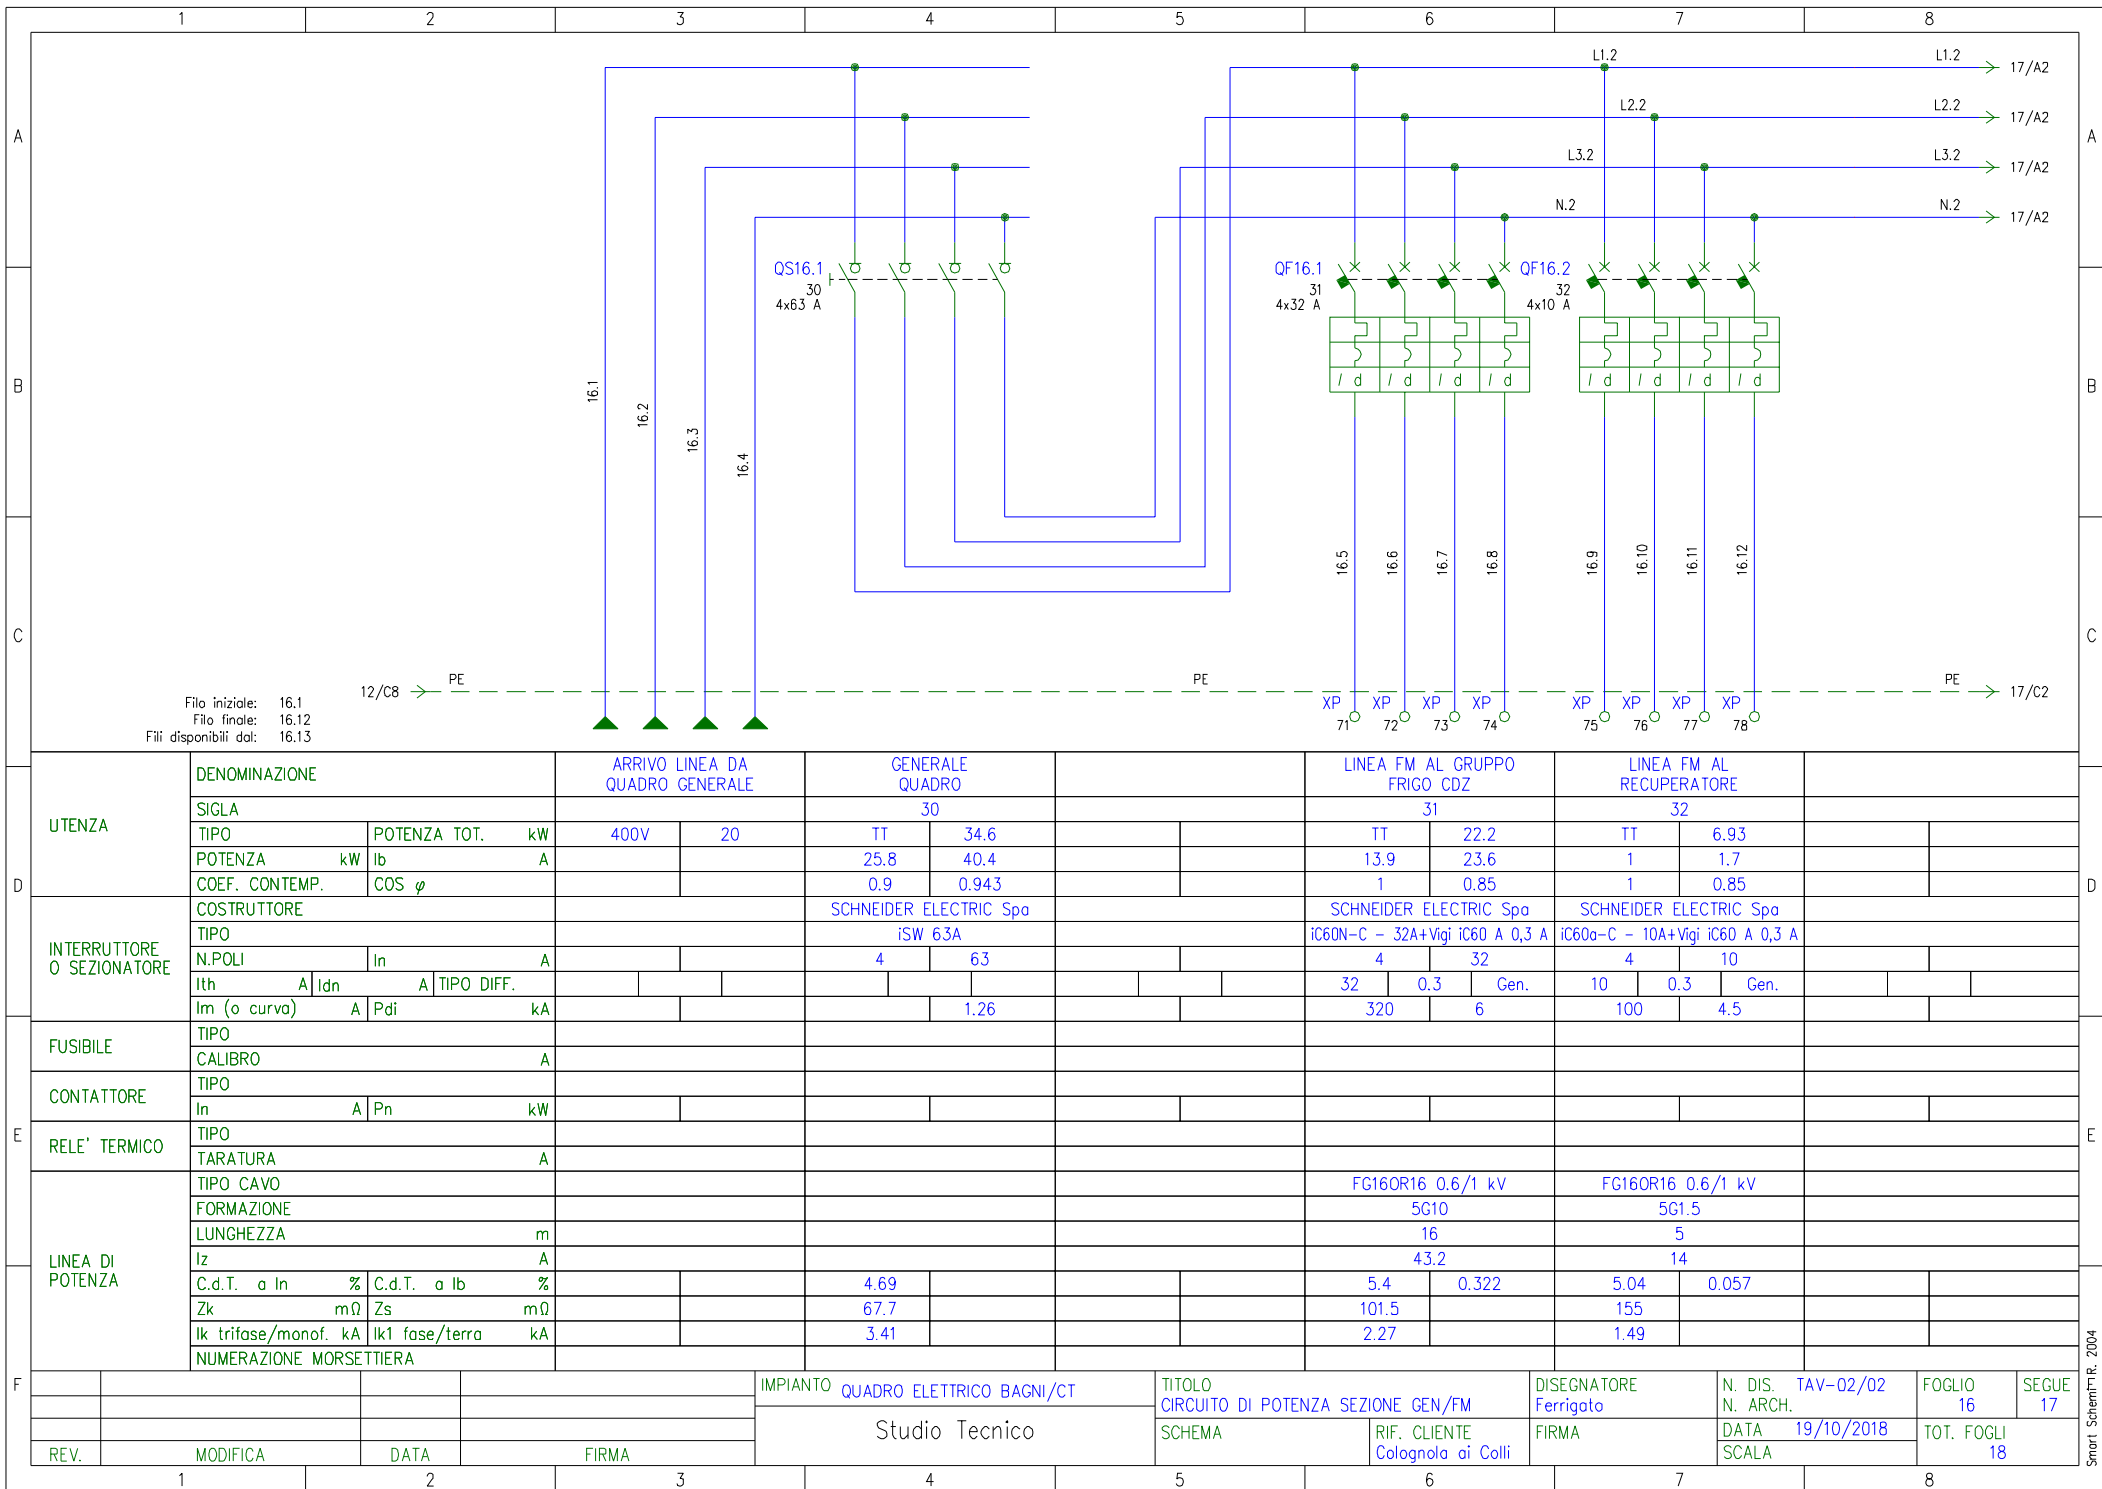 1 2 3 4 5 6 7 8
L1.2 L1.2 17/A2
L2.2 L2.2 17/A2
A A
L3.2 L3.2 17/A2
N.2 N.2 17/A2
QS16.1 QF16.1 QF16.2
30 31 32
4x63 A 4x32 A 4x10 A
I d I d I d I d I d I d I d I d
B B
16.1 16.2 16.3 16.4
16.5 16.6 16.7 16.8 16.9 16.10 16.11 16.12
C C
12/C8 PE PE PE 17/C2
Filo iniziale: 16.1
Filo finale: 16.12
Fili disponibili dal: 16.13
XP XP XP XP XP XP XP XP
71 72 73 74 75 76 77 78
UTENZA
DENOMINAZIONE ARRIVO LINEA DA QUADRO GENERALE GENERALE QUADRO LINEA FM AL GRUPPO FRIGO CDZ LINEA FM AL RECUPERATORE
SIGLA 30 31 32
TIPO POTENZA TOT. kW 400V 20 TT 34.6 TT 22.2 TT 6.93
POTENZA kW Ib A 25.8 40.4 13.9 23.6 1 1.7
COEF. CONTEMP. COS φ 0.9 0.943 1 0.85 1 0.85
D D
INTERRUTTORE
O SEZIONATORE
COSTRUTTORE SCHNEIDER ELECTRIC Spa SCHNEIDER ELECTRIC Spa SCHNEIDER ELECTRIC Spa
TIPO iSW 63A iC60N-C - 32A+Vigi iC60 A 0,3 A iC60a-C - 10A+Vigi iC60 A 0,3 A
N.POLI In A 4 63 4 32 4 10
Ith A Idn A TIPO DIFF. 32 0.3 Gen. 10 0.3 Gen.
Im (o curva) A Pdi kA 1.26 320 6 100 4.5
FUSIBILE
TIPO
CALIBRO A
CONTATTORE
TIPO
In A Pn kW
E E
RELE' TERMICO
TIPO
TARATURA A
LINEA DI
POTENZA
TIPO CAVO FG16OR16 0.6/1 kV FG16OR16 0.6/1 kV
FORMAZIONE 5G10 5G1.5
LUNGHEZZA m 16 5
Iz A 43.2 14
C.d.T. a In % C.d.T. a Ib % 4.69 5.4 0.322 5.04 0.057
Zk mΩ Zs mΩ 67.7 101.5 155
Ik trifase/monof. kA Ik1 fase/terra kA 3.41 2.27 1.49
NUMERAZIONE MORSETTIERA
F
REV. MODIFICA DATA FIRMA
IMPIANTO QUADRO ELETTRICO BAGNI/CT
Studio Tecnico
TITOLO
CIRCUITO DI POTENZA SEZIONE GEN/FM
SCHEMA
RIF. CLIENTE
Colognola ai Colli
DISEGNATORE
Ferrigato
FIRMA
N. DIS. TAV-02/02
N. ARCH.
DATA 19/10/2018
SCALA
FOGLIO
16
SEGUE
17
TOT. FOGLI
18
1 2 3 4 5 6 7 8